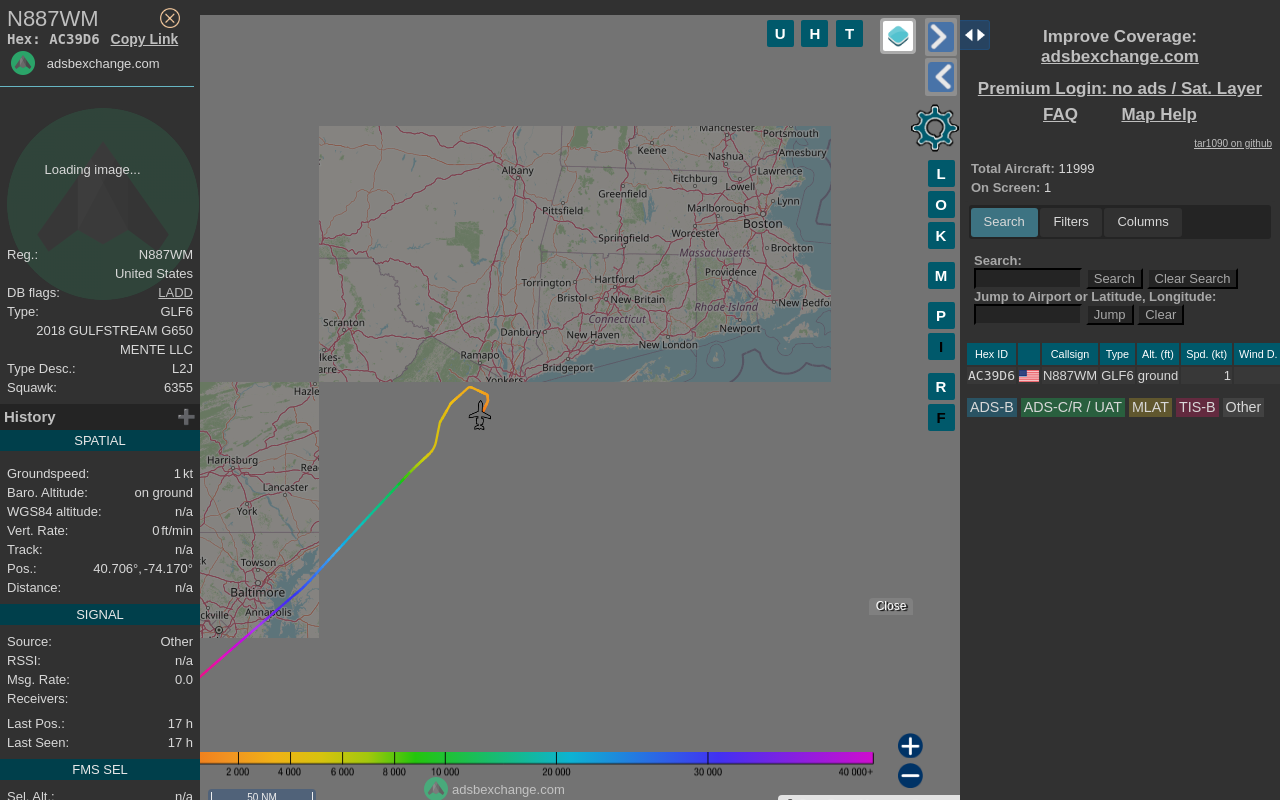 N887WM
Hex: AC39D6 Copy Link
adsbexchange.com
Loading image...
Reg.: N887WM
United States
DB flags: LADD
Type: GLF6
2018 GULFSTREAM G650
MENTE LLC
Type Desc.: L2J
Squawk: 6355
History
SPATIAL
Groundspeed: 1 kt
Baro. Altitude: on ground
WGS84 altitude: n/a
Vert. Rate: 0 ft/min
Track: n/a
Pos.: 40.706°, -74.170°
Distance: n/a
SIGNAL
Source: Other
RSSI: n/a
Msg. Rate: 0.0
Receivers:
Last Pos.: 17 h
Last Seen: 17 h
FMS SEL
Sel. Alt.: n/a
U H T
L
O
K
M
P
I
R
F
Manchester
Portsmouth
Keene
Nashua
Amesbury
Albany
Lawrence
Fitchburg
Lowell
Greenfield
Lynn
Pittsfield
Marlborough
Boston
Springfield
Worcester
Brockton
Massachusetts
Providence
Torrington
Hartford
Bristol
New Britain
New Bedfo
Rhode Island
Connecticut
Scranton
Danbury
New Haven
Newport
New London
lkes-
arre
Ramapo
Bridgeport
Yonkers
Hazle
Harrisburg
Rea
Lancaster
York
ck
Towson
Baltimore
Annapolis
ckville
Close
2 000 4 000 6 000 8 000 10 000 20 000 30 000 40 000+
adsbexchange.com
50 NM
Improve Coverage:
adsbexchange.com
Premium Login: no ads / Sat. Layer
FAQ Map Help
tar1090 on github
Total Aircraft: 11999
On Screen: 1
Search Filters Columns
Search:
Search Clear Search
Jump to Airport or Latitude, Longitude:
Jump Clear
Hex ID Callsign Type Alt. (ft) Spd. (kt) Wind D.
AC39D6 N887WM GLF6 ground 1
ADS-B ADS-C/R / UAT MLAT TIS-B Other